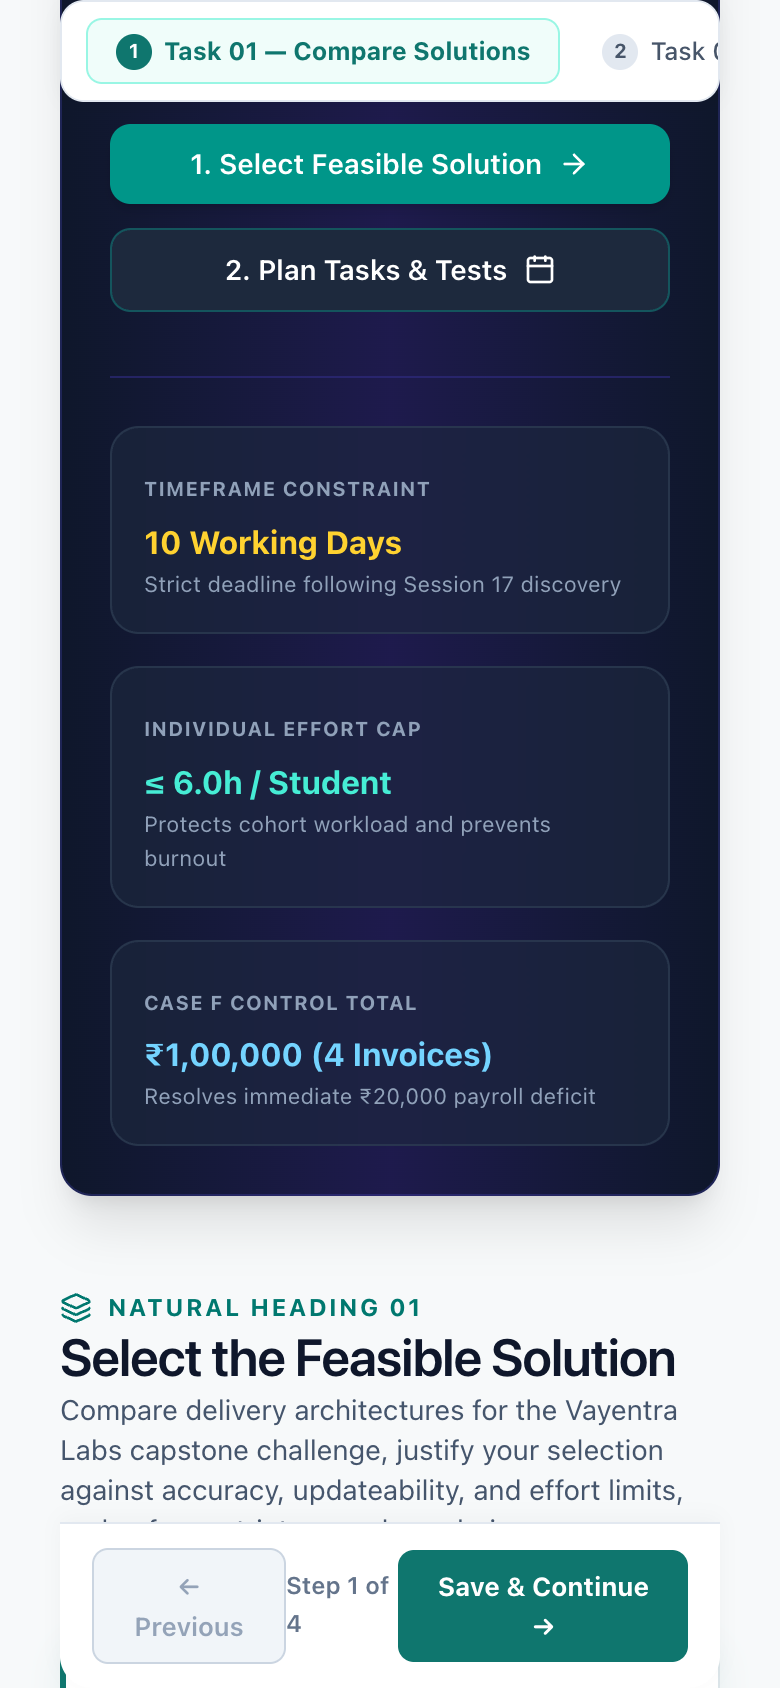 1 Task 01 — Compare Solutions 2 Task
1. Select Feasible Solution →
2. Plan Tasks & Tests
TIMEFRAME CONSTRAINT
10 Working Days
Strict deadline following Session 17 discovery
INDIVIDUAL EFFORT CAP
≤ 6.0h / Student
Protects cohort workload and prevents
burnout
CASE F CONTROL TOTAL
₹1,00,000 (4 Invoices)
Resolves immediate ₹20,000 payroll deficit
NATURAL HEADING 01
Select the Feasible Solution
Compare delivery architectures for the Vayentra
Labs capstone challenge, justify your selection
against accuracy, updateability, and effort limits,
←
Previous
Step 1 of
4
Save & Continue
→